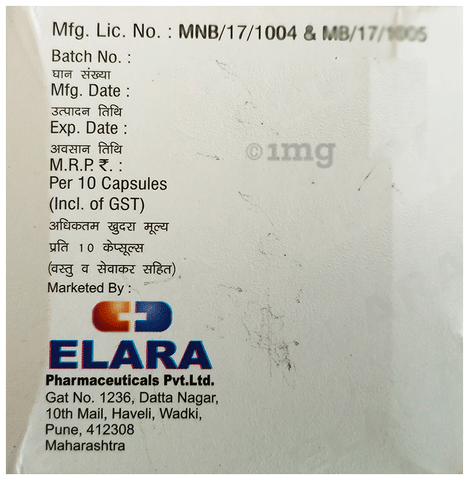 Mfg. Lic. No. : MNB/17/1004 & MB/17/1005
Batch No. :
घान संख्या
Mfg. Date :
उत्पादन तिथि
Exp. Date :
अवसान तिथि
©1mg
M.R.P. ₹. :
Per 10 Capsules
(Incl. of GST)
अधिकतम खुदरा मूल्य
प्रति 10 केप्सूल्स
(वस्तु व सेवाकर सहित)
Marketed By :
ELARA
Pharmaceuticals Pvt.Ltd.
Gat No. 1236, Datta Nagar,
10th Mail, Haveli, Wadki,
Pune, 412308
Maharashtra